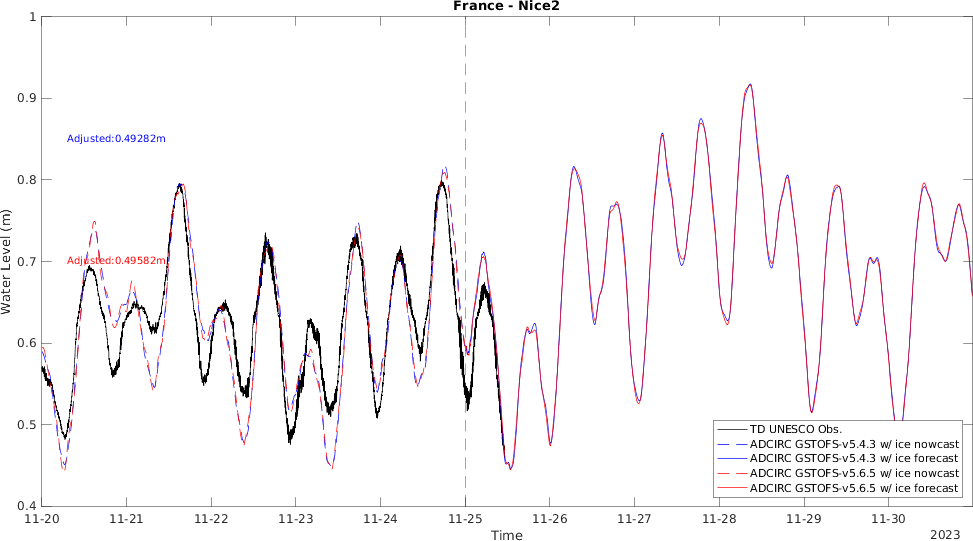 France - Nice2
Water Level (m)
1
0.9
0.8
0.7
0.6
0.5
0.4
Adjusted:0.49282m
Adjusted:0.49582m
TD UNESCO Obs.
ADCIRC GSTOFS-v5.4.3 w/ ice nowcast
ADCIRC GSTOFS-v5.4.3 w/ ice forecast
ADCIRC GSTOFS-v5.6.5 w/ ice nowcast
ADCIRC GSTOFS-v5.6.5 w/ ice forecast
11-20 11-21 11-22 11-23 11-24 11-25 11-26 11-27 11-28 11-29 11-30
Time
2023